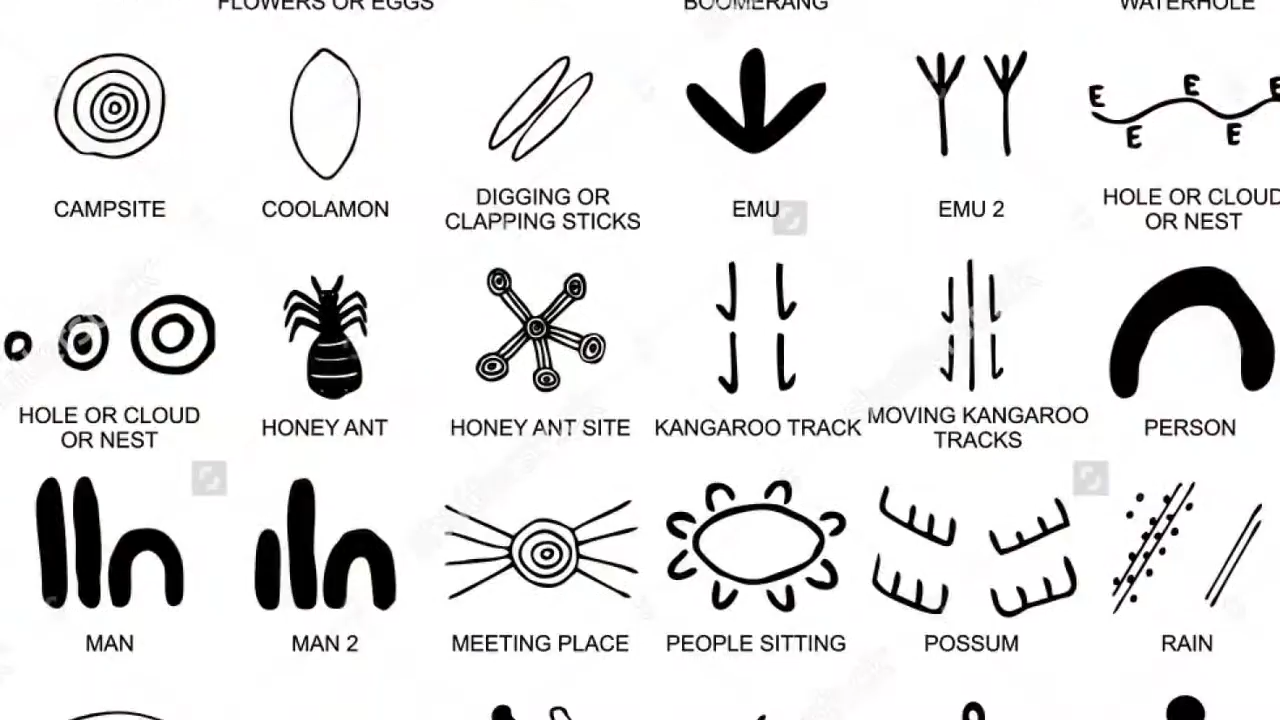 FLOWERS OR EGGS
BOOMERANG
WATERHOLE
E
E
E
E
E
CAMPSITE
COOLAMON
DIGGING OR
CLAPPING STICKS
EMU
EMU 2
HOLE OR CLOUD
OR NEST
HOLE OR CLOUD
OR NEST
HONEY ANT
HONEY ANT SITE
KANGAROO TRACK
MOVING KANGAROO
TRACKS
PERSON
MAN
MAN 2
MEETING PLACE
PEOPLE SITTING
POSSUM
RAIN